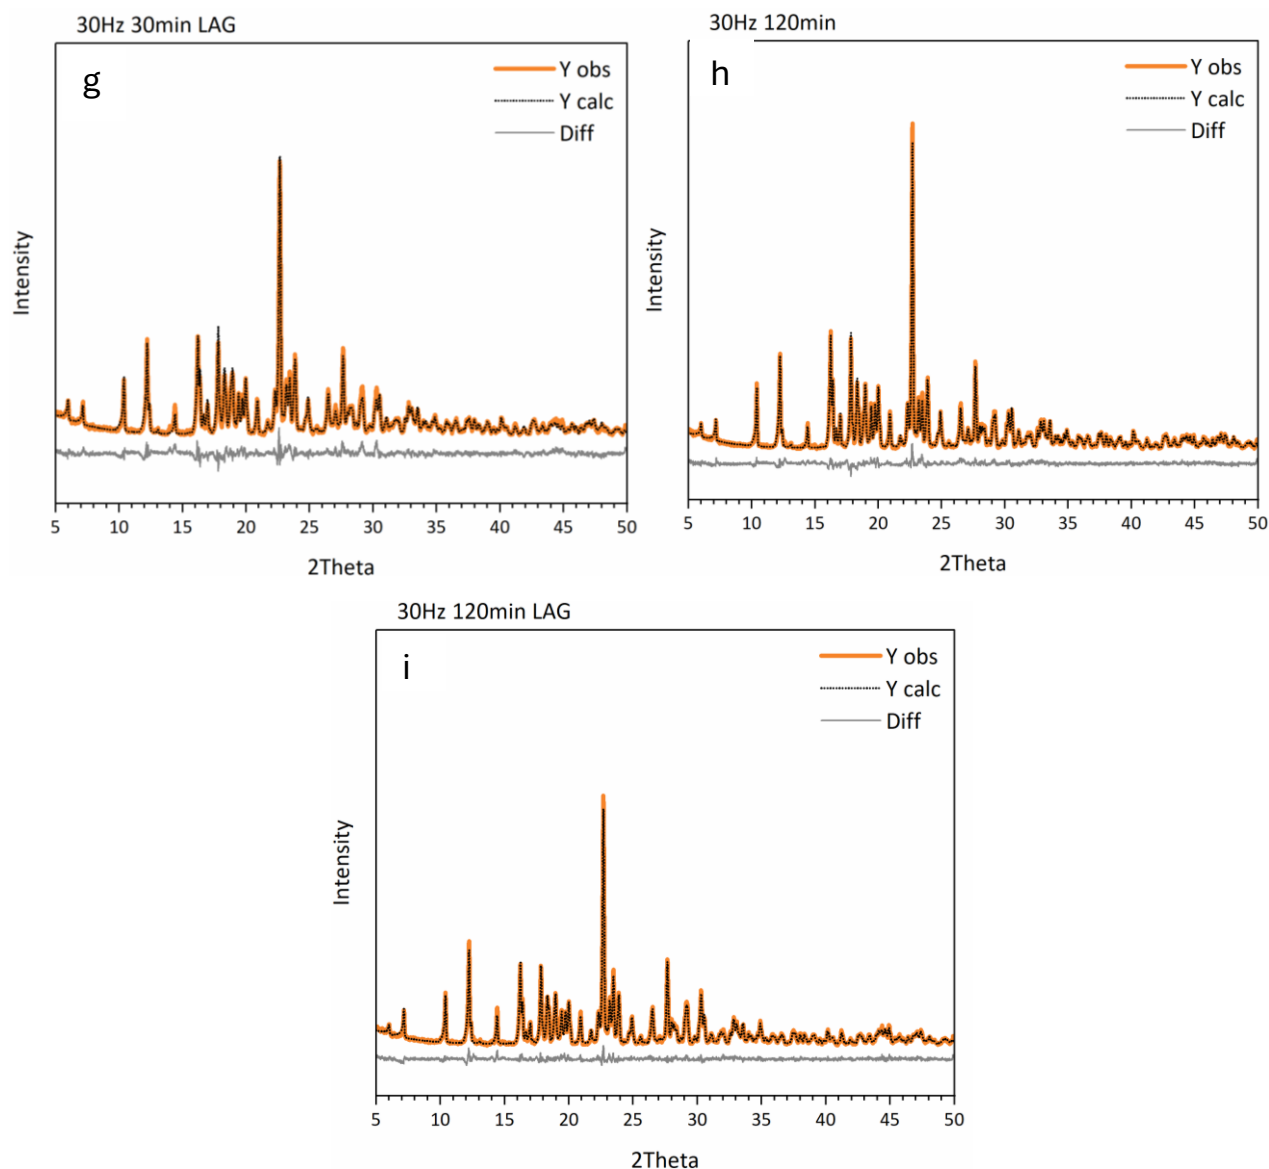 30Hz 30min LAG
g
Y obs
Y calc
Diff
Intensity
5 10 15 20 25 30 35 40 45 50
2Theta
30Hz 120min
h
Y obs
Y calc
Diff
Intensity
5 10 15 20 25 30 35 40 45 50
2Theta
30Hz 120min LAG
i
Y obs
Y calc
Diff
Intensity
5 10 15 20 25 30 35 40 45 50
2Theta